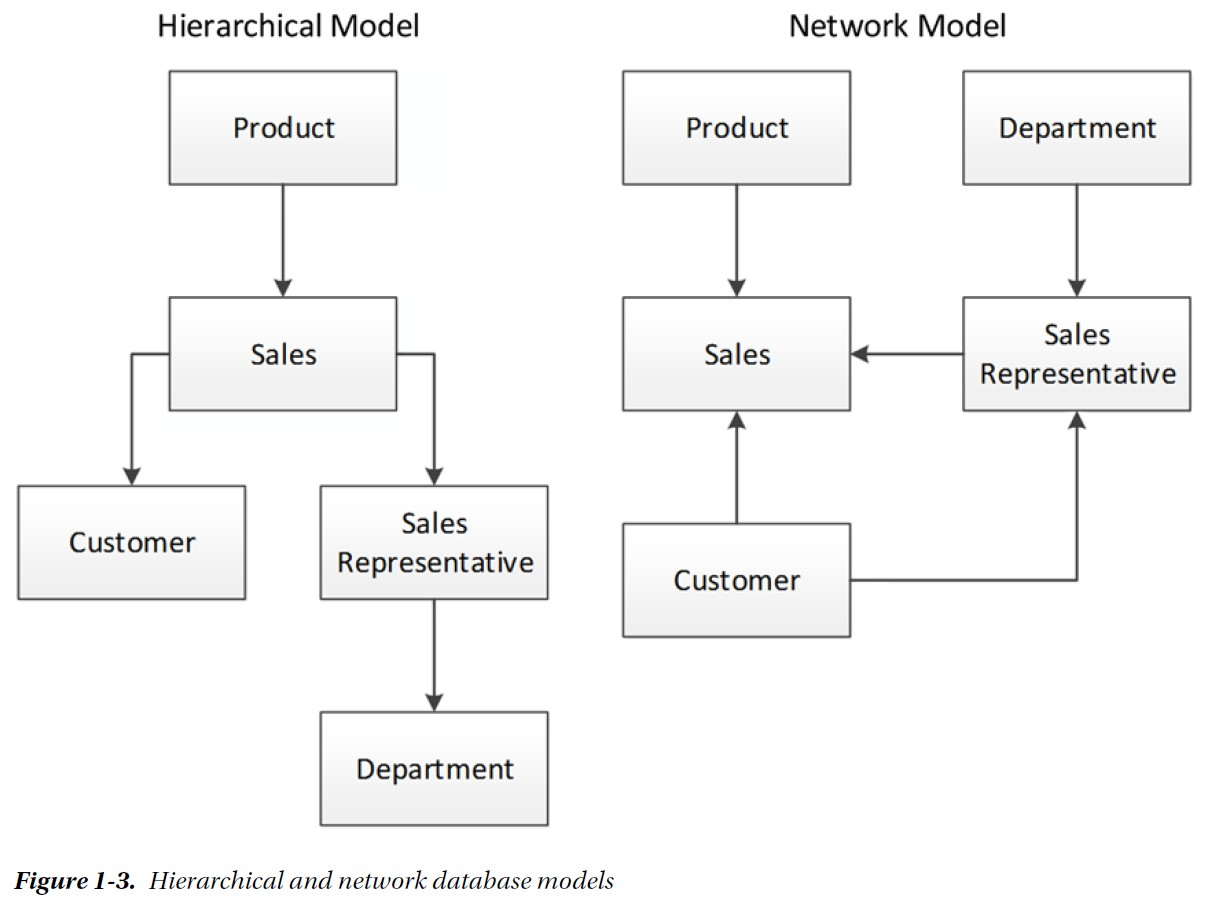 Hierarchical Model
Product
Sales
Customer
Sales
Representative
Department
Network Model
Product
Department
Sales
Sales
Representative
Customer
Figure 1-3. Hierarchical and network database models